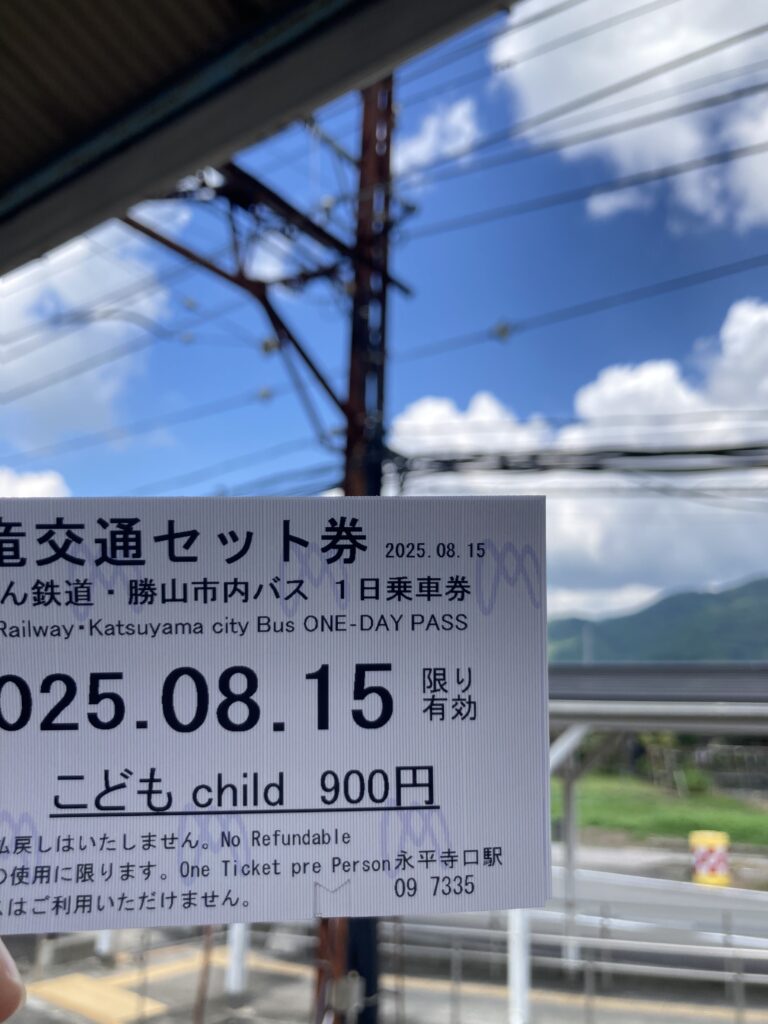 竜交通セット券 2025.08.15
ん鉄道・勝山市内バス 1日乗車券
Railway・Katsuyama city Bus ONE-DAY PASS
025.08.15 限り有効
こども child 900円
払戻しはいたしません。No Refundable
の使用に限ります。One Ticket pre Person 永平寺口駅
はご利用いただけません。 09 7335